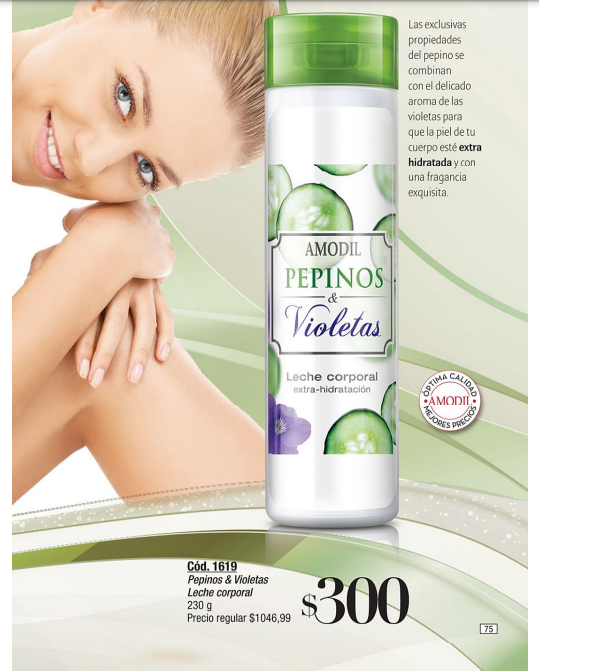 Las exclusivas
propiedades
del pepino se
combinan
con el delicado
aroma de las
violetas para
que la piel de tu
cuerpo esté extra
hidratada y con
una fragancia
exquisita.
AMODIL
PEPINOS
&
Violetas
Leche corporal
extra-hidratación
ÓPTIMA CALIDAD
AMODIL
MEJORES PRECIOS
Cód. 1619
Pepinos & Violetas
Leche corporal
230 g
Precio regular $1046,99
$300
75